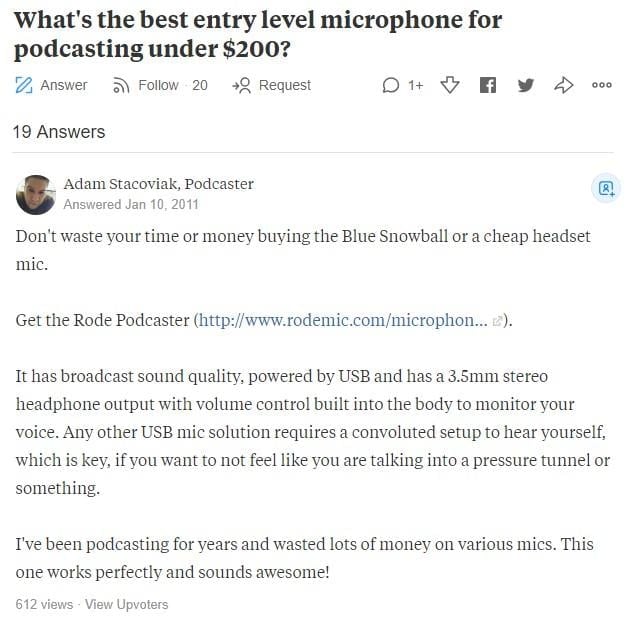 What's the best entry level microphone for
podcasting under $200?
Answer Follow · 20 Request 1+
19 Answers
Adam Stacoviak, Podcaster
Answered Jan 10, 2011
Don't waste your time or money buying the Blue Snowball or a cheap headset
mic.
Get the Rode Podcaster (http://www.rodemic.com/microphon... ).
It has broadcast sound quality, powered by USB and has a 3.5mm stereo
headphone output with volume control built into the body to monitor your
voice. Any other USB mic solution requires a convoluted setup to hear yourself,
which is key, if you want to not feel like you are talking into a pressure tunnel or
something.
I've been podcasting for years and wasted lots of money on various mics. This
one works perfectly and sounds awesome!
612 views · View Upvoters